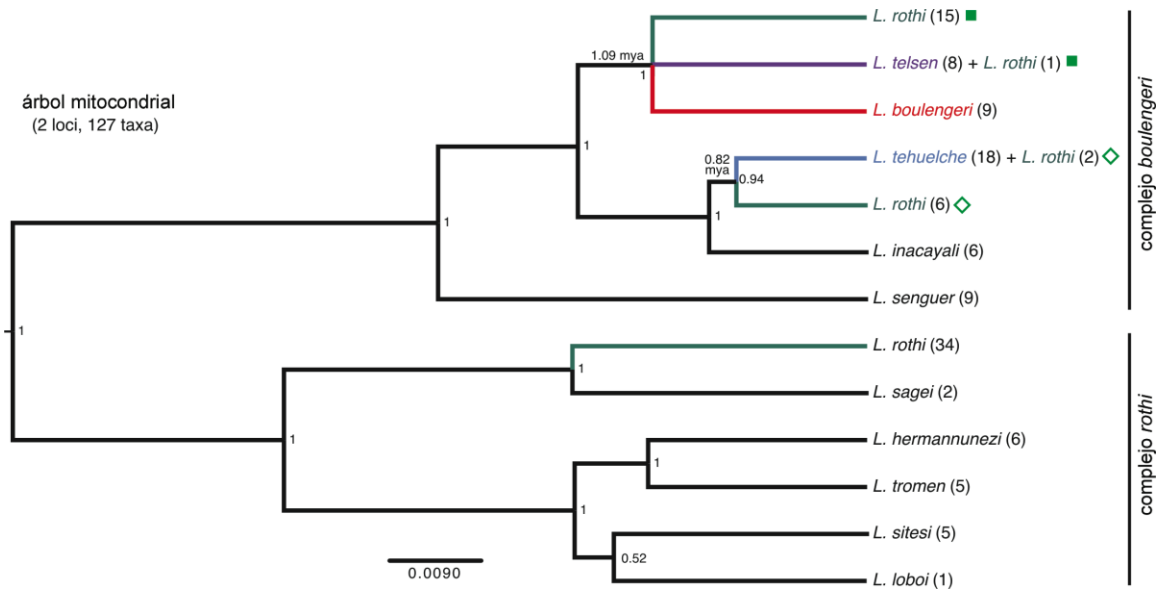 árbol mitocondrial
(2 loci, 127 taxa)
L. rothi (15)
1.09 mya
1
L. telsen (8) + L. rothi (1)
L. boulengeri (9)
1
0.82
mya
0.94
L. tehuelche (18) + L. rothi (2)
L. rothi (6)
1
L. inacayali (6)
1
L. senguer (9)
complejo boulengeri
1
L. rothi (34)
1
L. sagei (2)
1
L. hermannunezi (6)
1
L. tromen (5)
1
L. sitesi (5)
0.52
L. loboi (1)
complejo rothi
0.0090